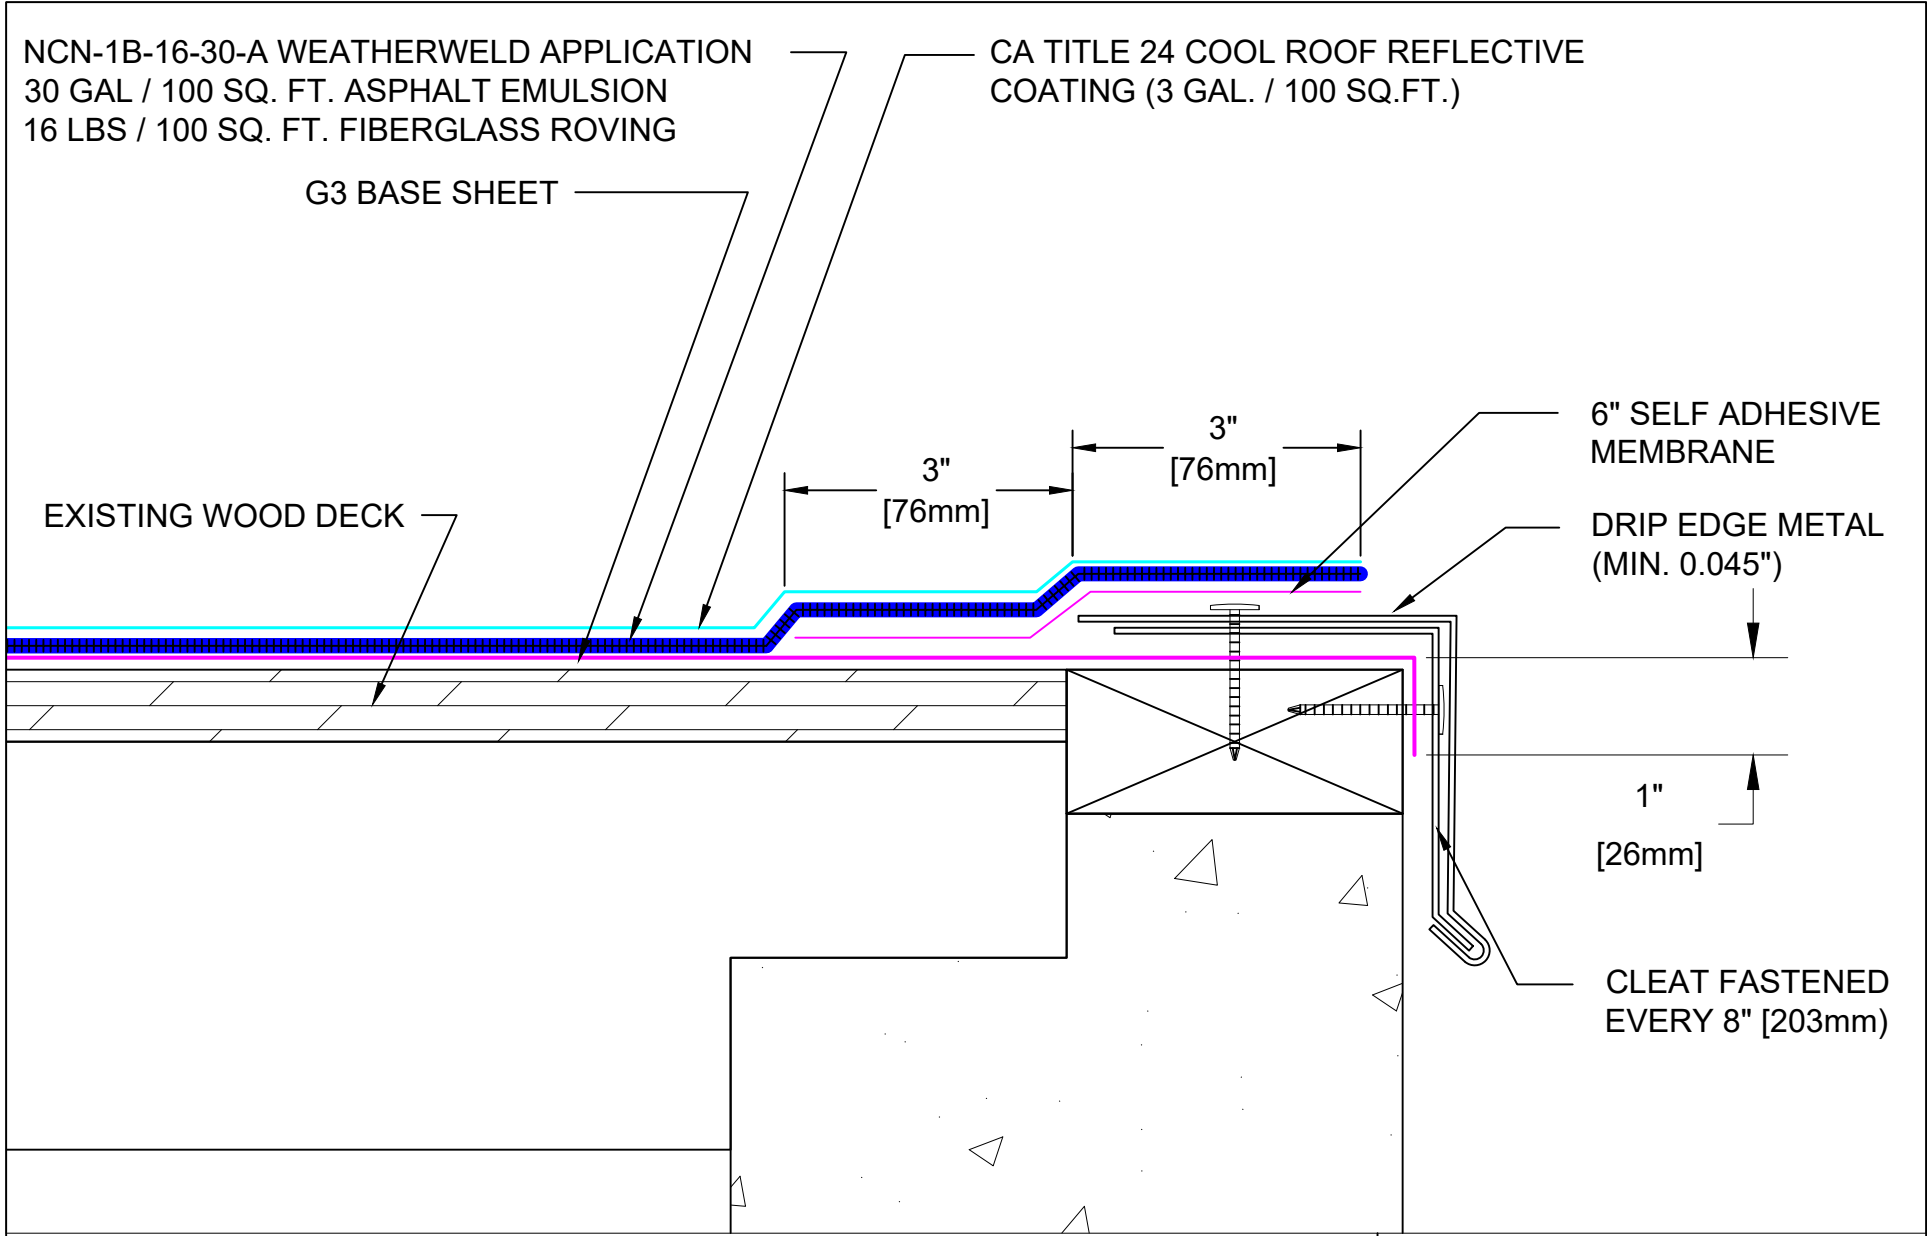 NCN-1B-16-30-A WEATHERWELD APPLICATION
30 GAL / 100 SQ. FT. ASPHALT EMULSION
16 LBS / 100 SQ. FT. FIBERGLASS ROVING
CA TITLE 24 COOL ROOF REFLECTIVE
COATING (3 GAL. / 100 SQ.FT.)
G3 BASE SHEET
6" SELF ADHESIVE
MEMBRANE
3"
[76mm]
3"
[76mm]
EXISTING WOOD DECK
DRIP EDGE METAL
(MIN. 0.045")
1"
[26mm]
CLEAT FASTENED
EVERY 8" [203mm)